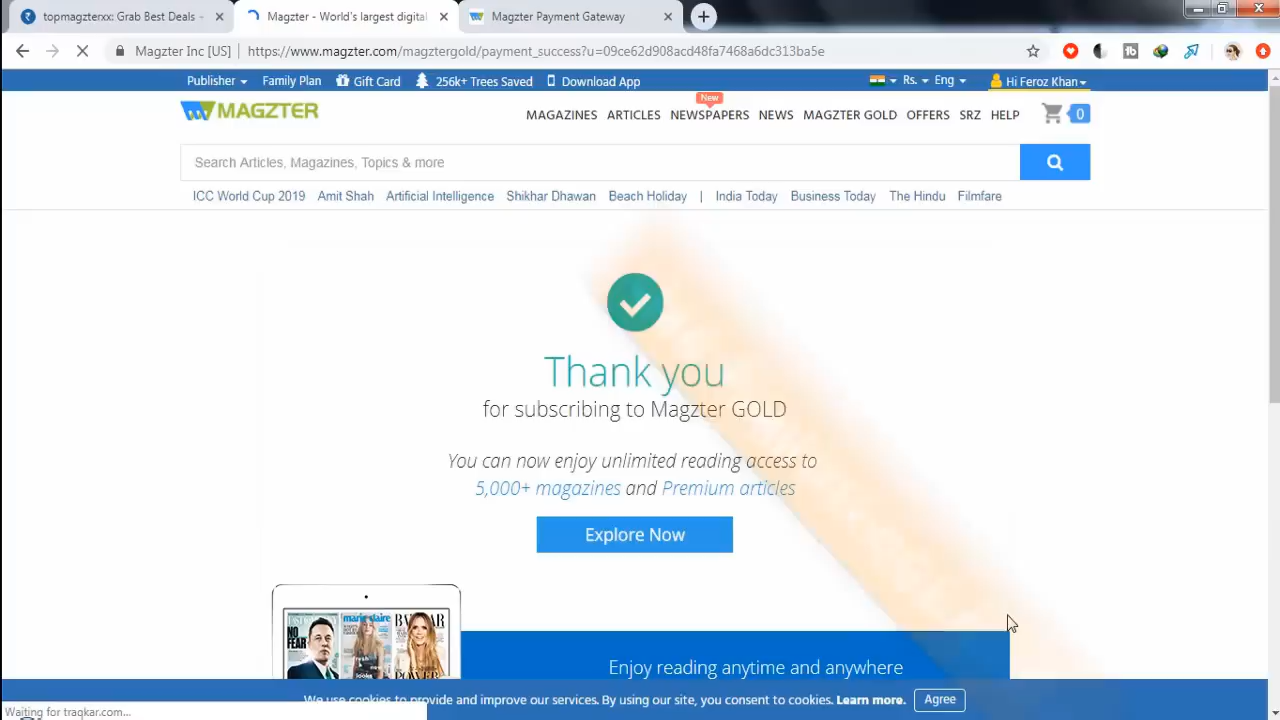 topmagzterxx: Grab Best Deals -
Magzter - World's largest digital
Magzter Payment Gateway
Magzter Inc [US] https://www.magzter.com/magztergold/payment_success?u=09ce62d908acd48fa7468a6dc313ba5e
Publisher Family Plan Gift Card 256k+ Trees Saved Download App Rs. Eng Hi Feroz Khan
New
MAGZTER MAGAZINES ARTICLES NEWSPAPERS NEWS MAGZTER GOLD OFFERS SRZ HELP 0
Search Articles, Magazines, Topics & more
ICC World Cup 2019 Amit Shah Artificial Intelligence Shikhar Dhawan Beach Holiday | India Today Business Today The Hindu Filmfare
Thank you
for subscribing to Magzter GOLD
You can now enjoy unlimited reading access to
5,000+ magazines and Premium articles
Explore Now
NO
FEAR
marie claire
BAZAAR
POWER
Enjoy reading anytime and anywhere
We use cookies to provide and improve our services. By using our site, you consent to cookies. Learn more. Agree
Waiting for traqkar.com...